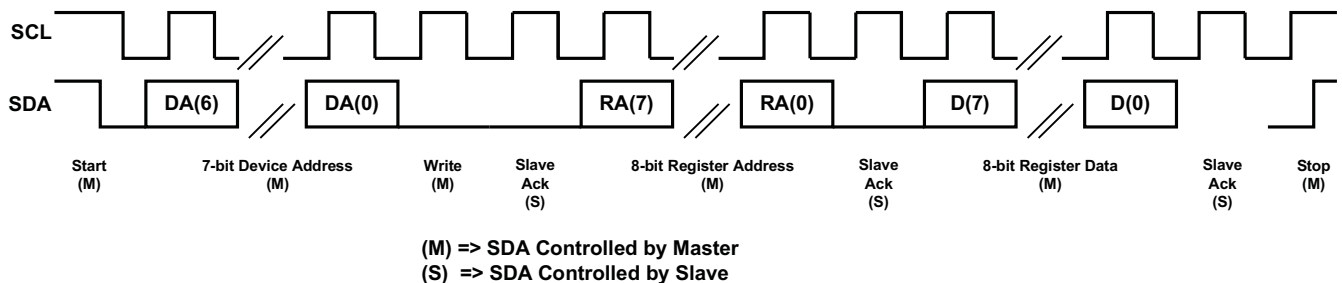 SCL
SDA
DA(6)
DA(0)
RA(7)
RA(0)
D(7)
D(0)
Start
(M)
7-bit Device Address
(M)
Write
(M)
Slave
Ack
(S)
8-bit Register Address
(M)
Slave
Ack
(S)
8-bit Register Data
(M)
Slave
Ack
(S)
Stop
(M)
(M) => SDA Controlled by Master
(S) => SDA Controlled by Slave